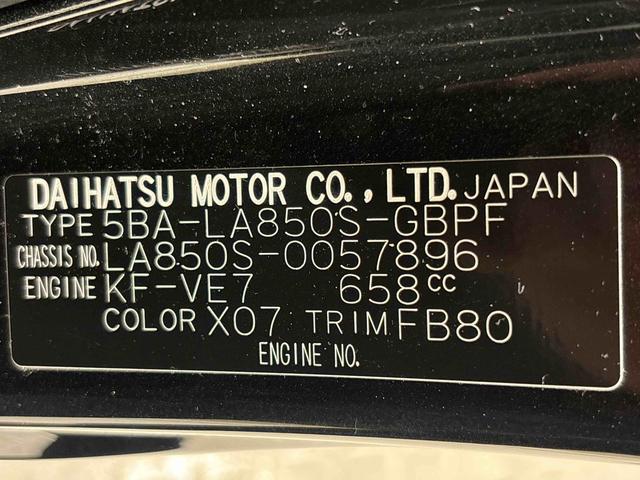 DAIHATSU MOTOR CO., LTD. JAPAN
TYPE 5BA-LA850S-GBPF
CHASSIS NO. LA850S-0057896
ENGINE KF-VE7 658cc
COLOR X07 TRIM FB80
ENGINE NO.